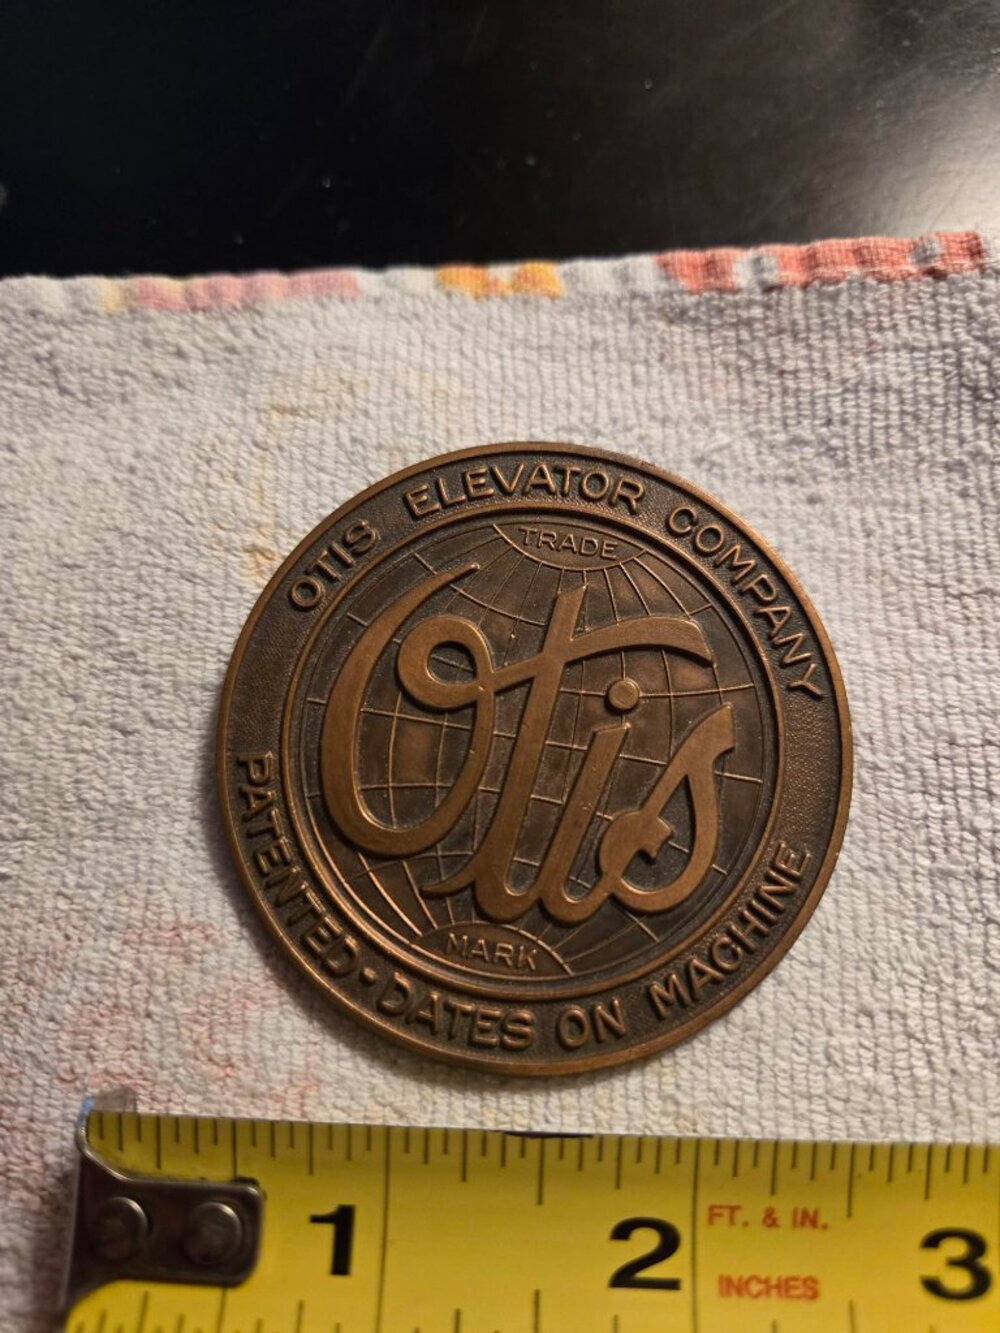 OTIS ELEVATOR COMPANY
TRADE
Otis
MARK
PATENTED • DATES ON MACHINE
1 2 3
FT. & IN.
INCHES